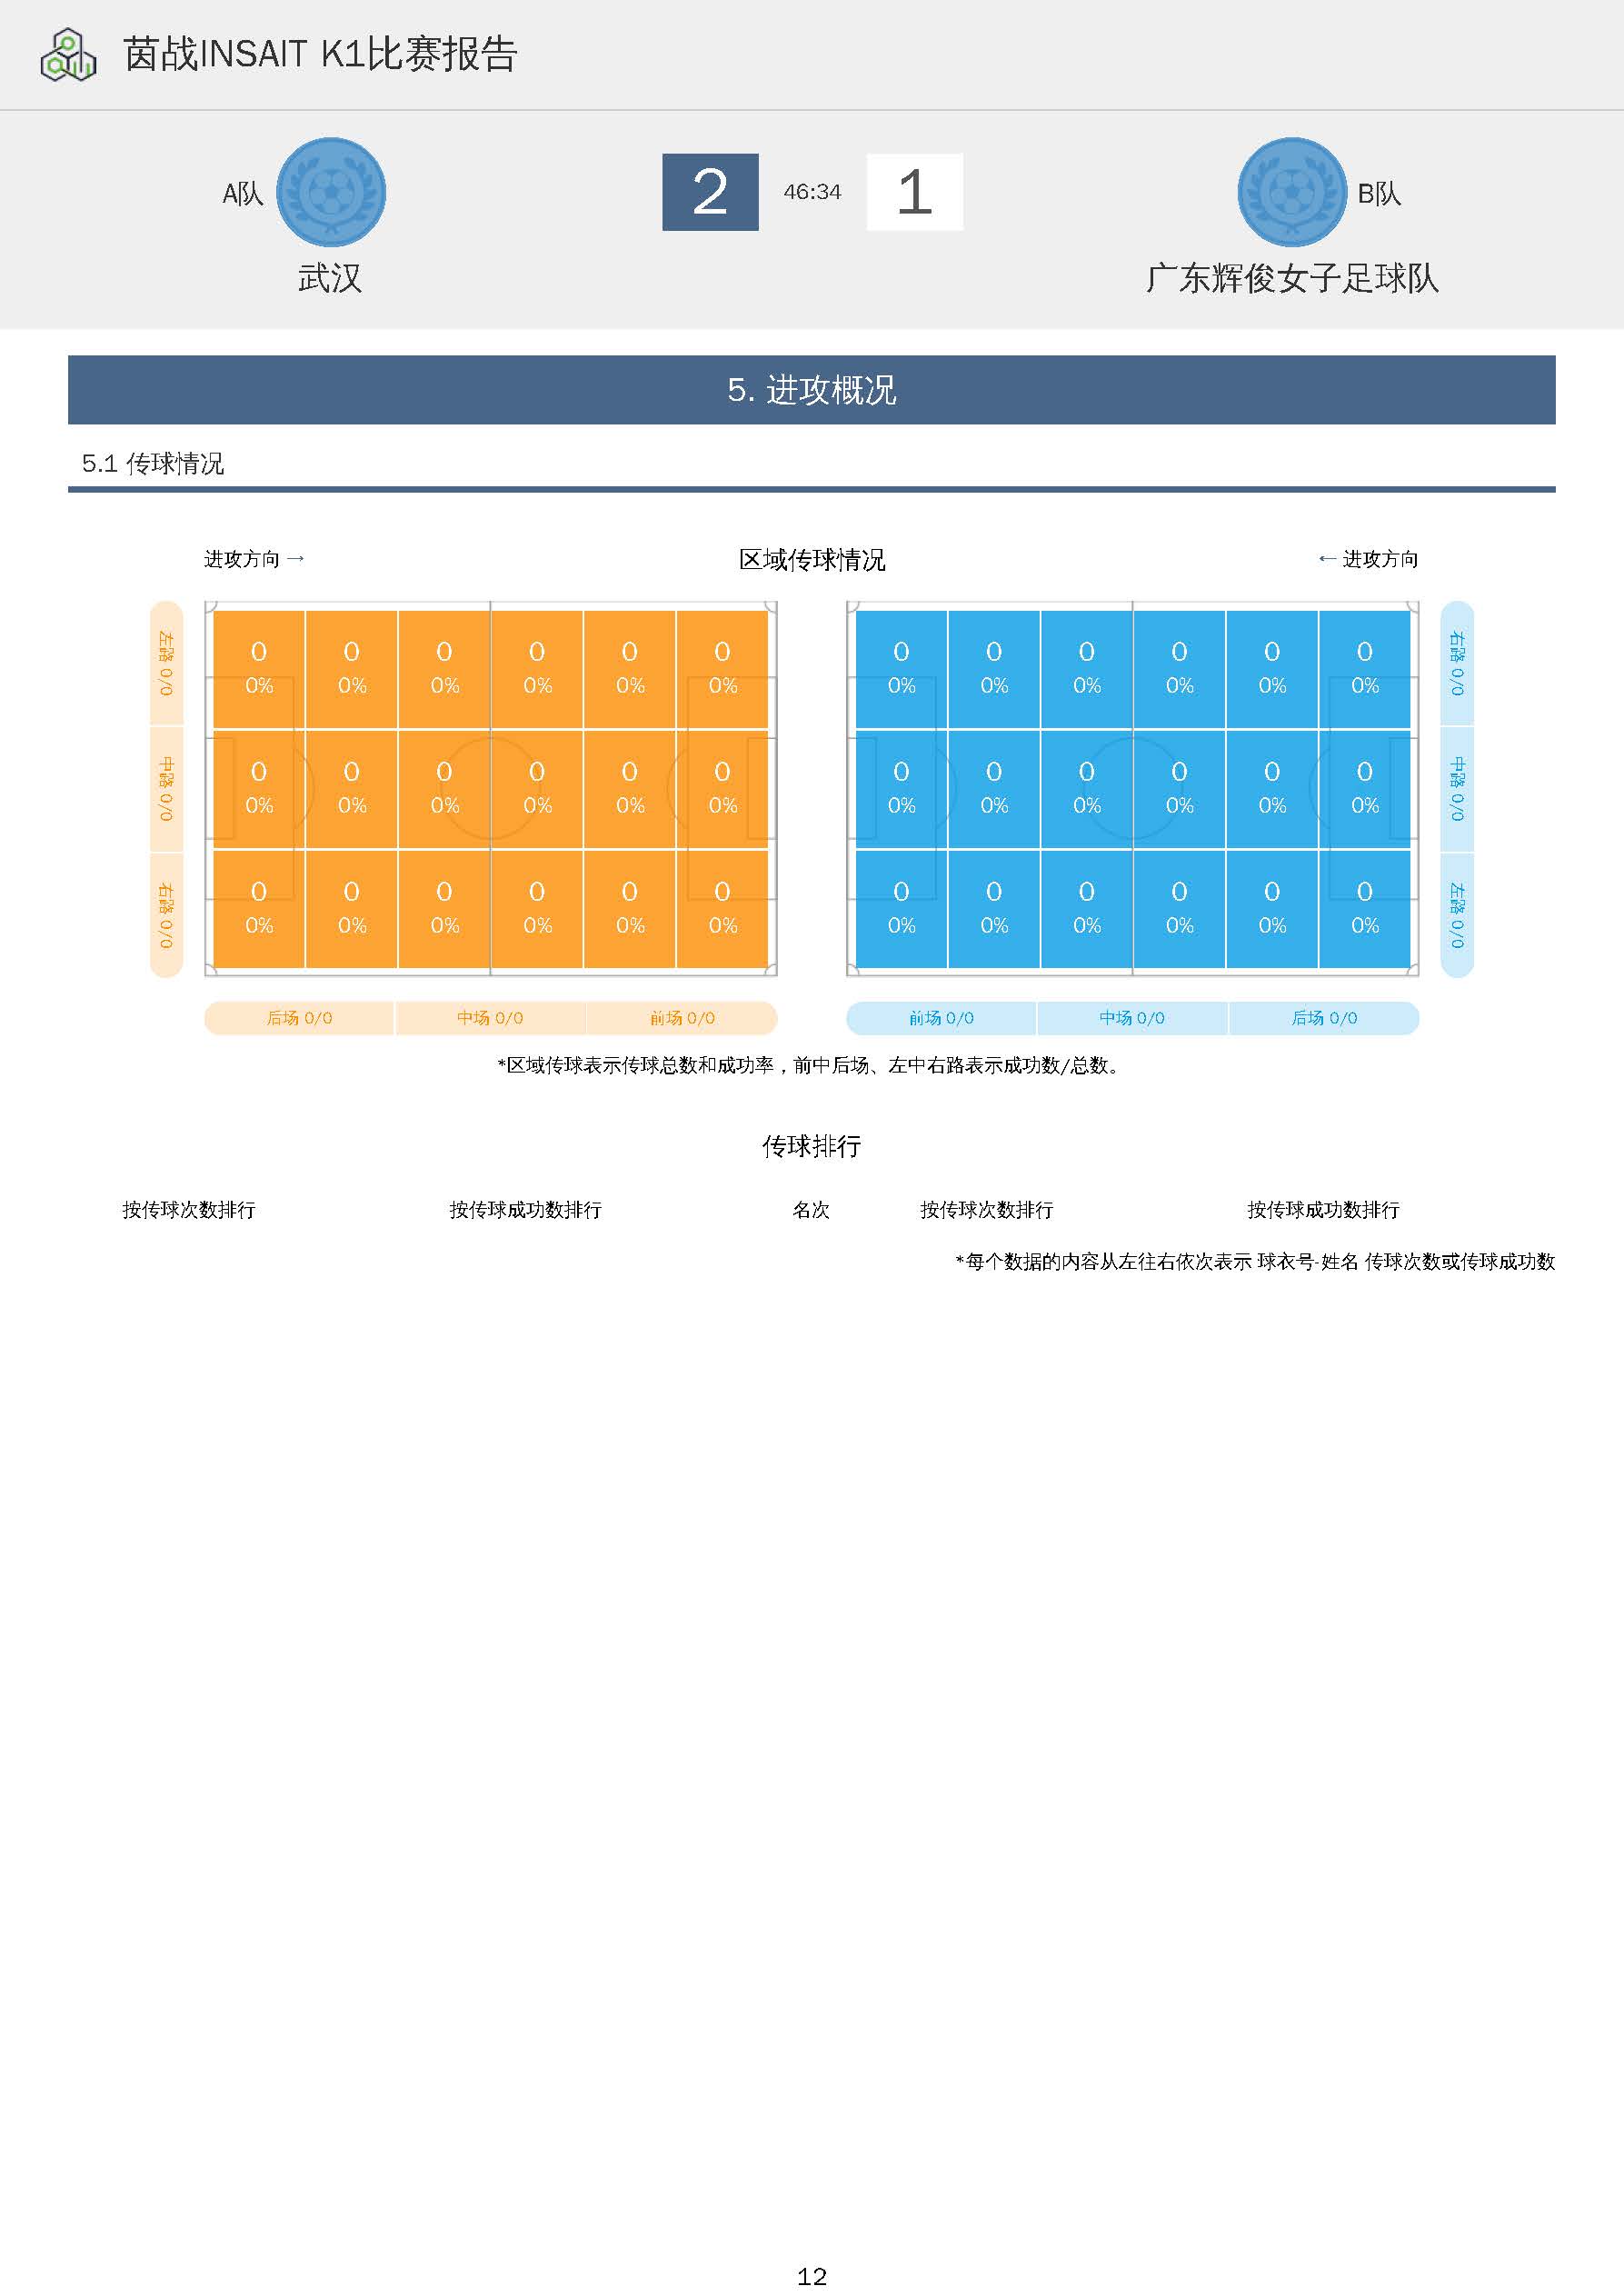 茵战INSAIT K1比赛报告
A队
2
46:34
1
B队
武汉
广东辉俊女子足球队
5. 进攻概况
5.1 传球情况
进攻方向 →
区域传球情况
← 进攻方向
左路 0/0
中路 0/0
右路 0/0
0 0 0 0 0 0
0% 0% 0% 0% 0% 0%
0 0 0 0 0 0
0% 0% 0% 0% 0% 0%
0 0 0 0 0 0
0% 0% 0% 0% 0% 0%
后场 0/0 中场 0/0 前场 0/0
0 0 0 0 0 0
0% 0% 0% 0% 0% 0%
0 0 0 0 0 0
0% 0% 0% 0% 0% 0%
0 0 0 0 0 0
0% 0% 0% 0% 0% 0%
右路 0/0
中路 0/0
左路 0/0
前场 0/0 中场 0/0 后场 0/0
*区域传球表示传球总数和成功率，前中后场、左中右路表示成功数/总数。
传球排行
按传球次数排行 按传球成功数排行 名次 按传球次数排行 按传球成功数排行
*每个数据的内容从左往右依次表示 球衣号-姓名 传球次数或传球成功数
12